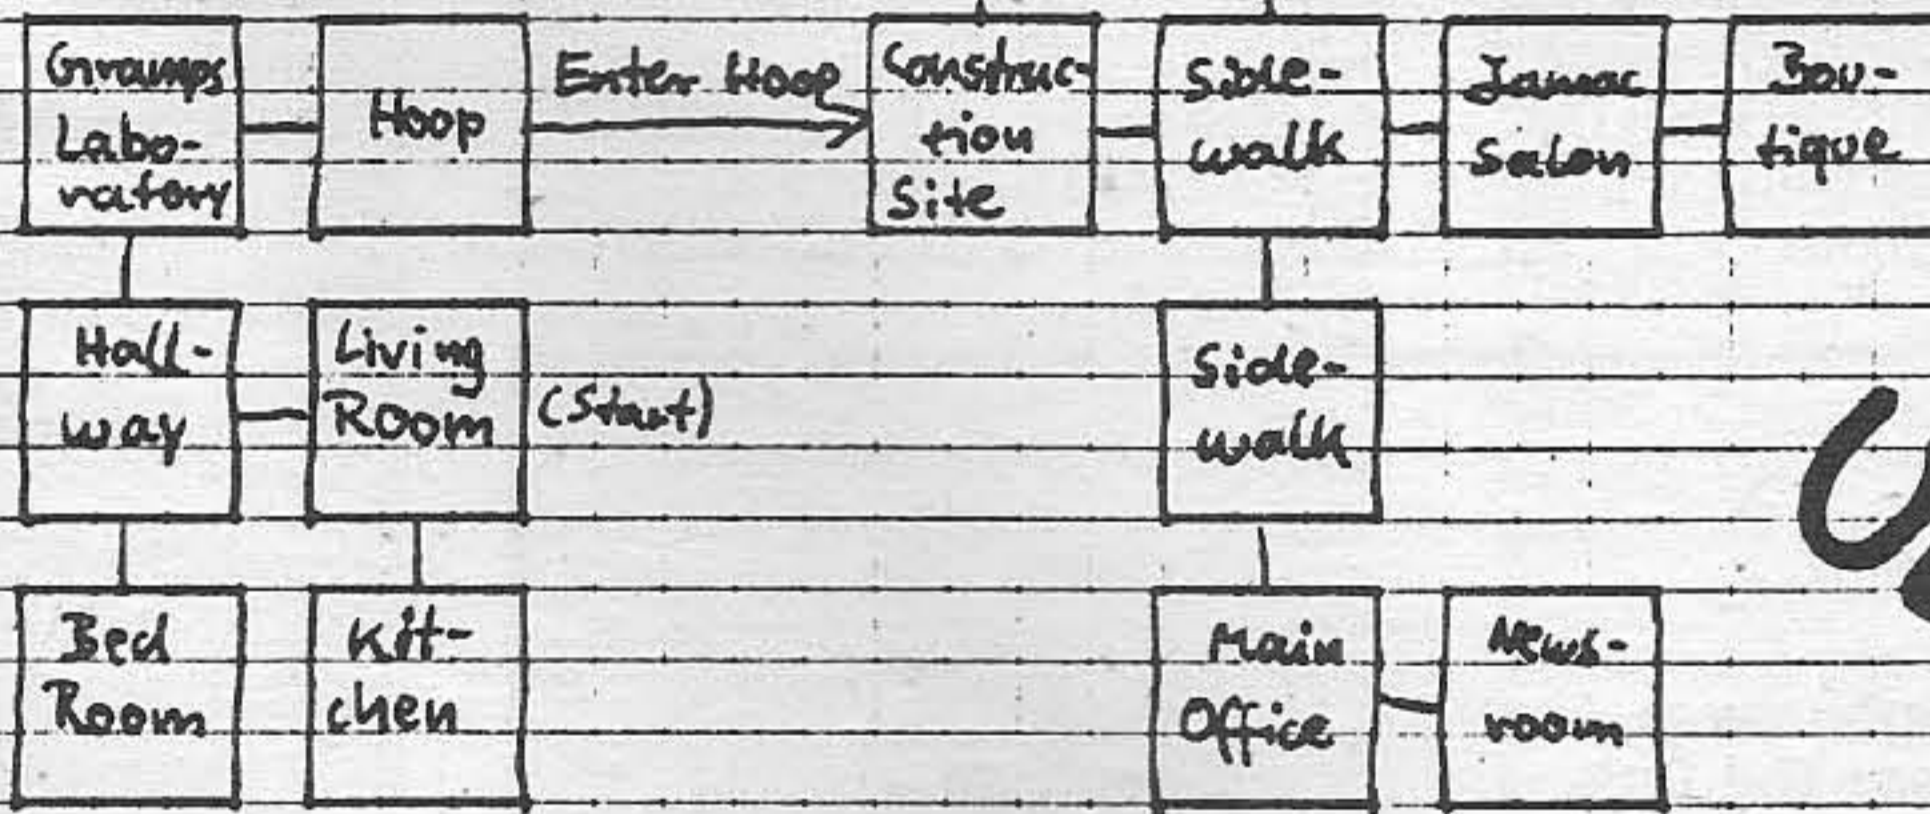 Gramps
Labo-
ratory
Hoop
Enter Hoop
Construc-
tion
Site
Side-
walk
Jamac
Salon
Bou-
tique
Hall-
way
Living
Room
(Start)
Side-
walk
Bed
Room
Kit-
chen
Main
Office
News-
room